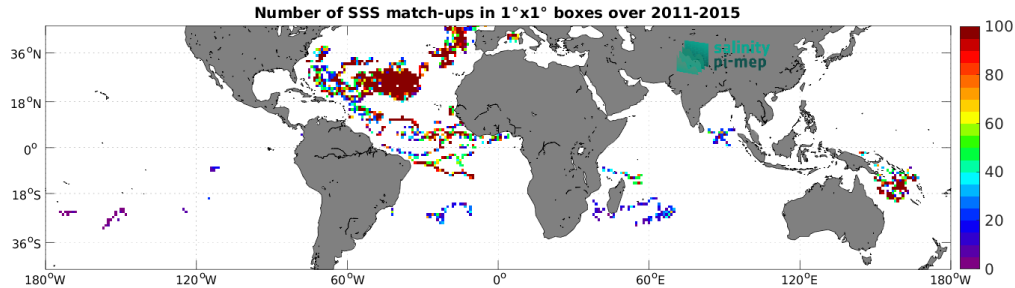 Number of SSS match-ups in 1°x1° boxes over 2011-2015
salinity
pi-mep
36°N
18°N
0°
18°S
36°S
180°W
120°W
60°W
0°
60°E
120°E
180°W
100
80
60
40
20
0